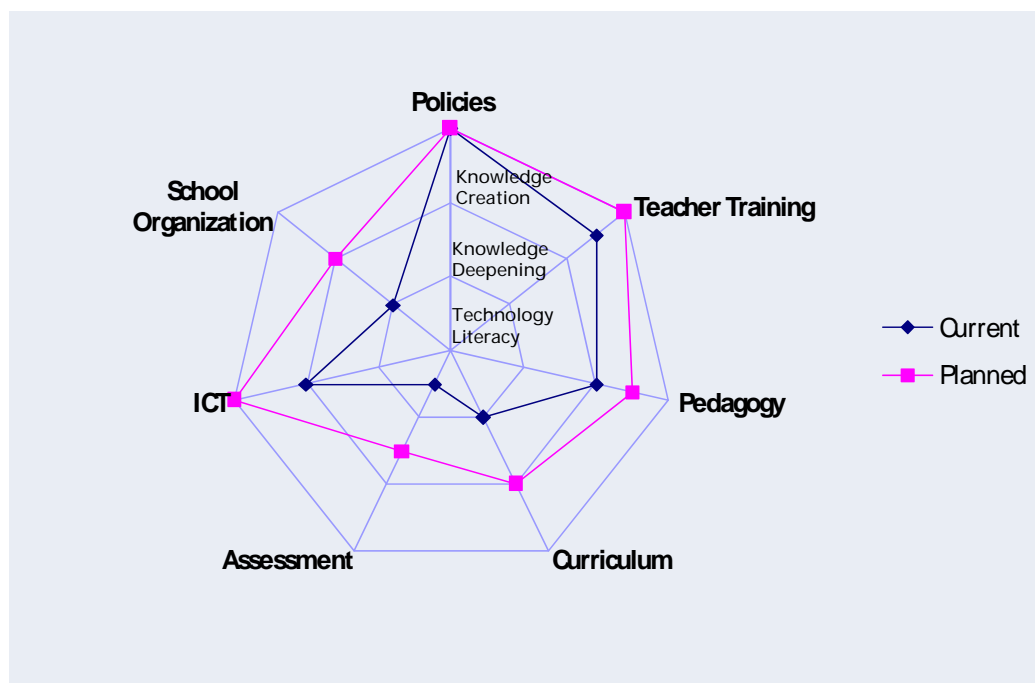 Policies
Knowledge
Creation
School
Organization
Teacher Training
Knowledge
Deepening
Technology
Literacy
Current
Planned
ICT
Pedagogy
Assessment
Curriculum